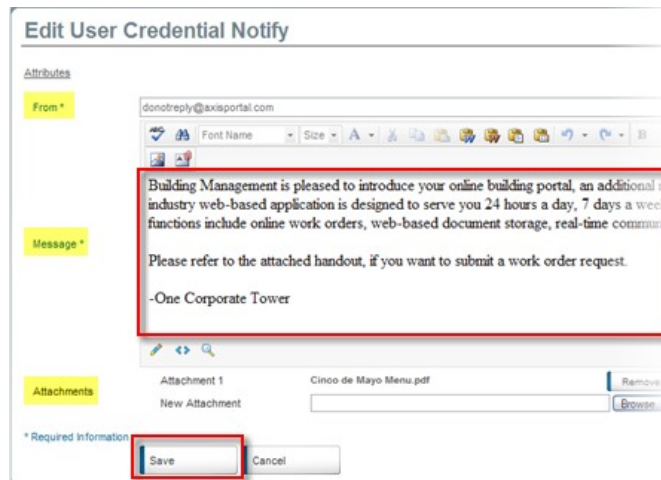 Edit User Credential Notify
Attributes
From *
donotreply@axisportal.com
Font Name Size A B
Building Management is pleased to introduce your online building portal, an additional
industry web-based application is designed to serve you 24 hours a day, 7 days a
functions include online work orders, web-based document storage, real-time
Message *
Please refer to the attached handout, if you want to submit a work order request.
-One Corporate Tower
Attachments
Attachment 1 Cinco de Mayo Menu.pdf Remove
New Attachment Browse...
* Required Information
Save Cancel